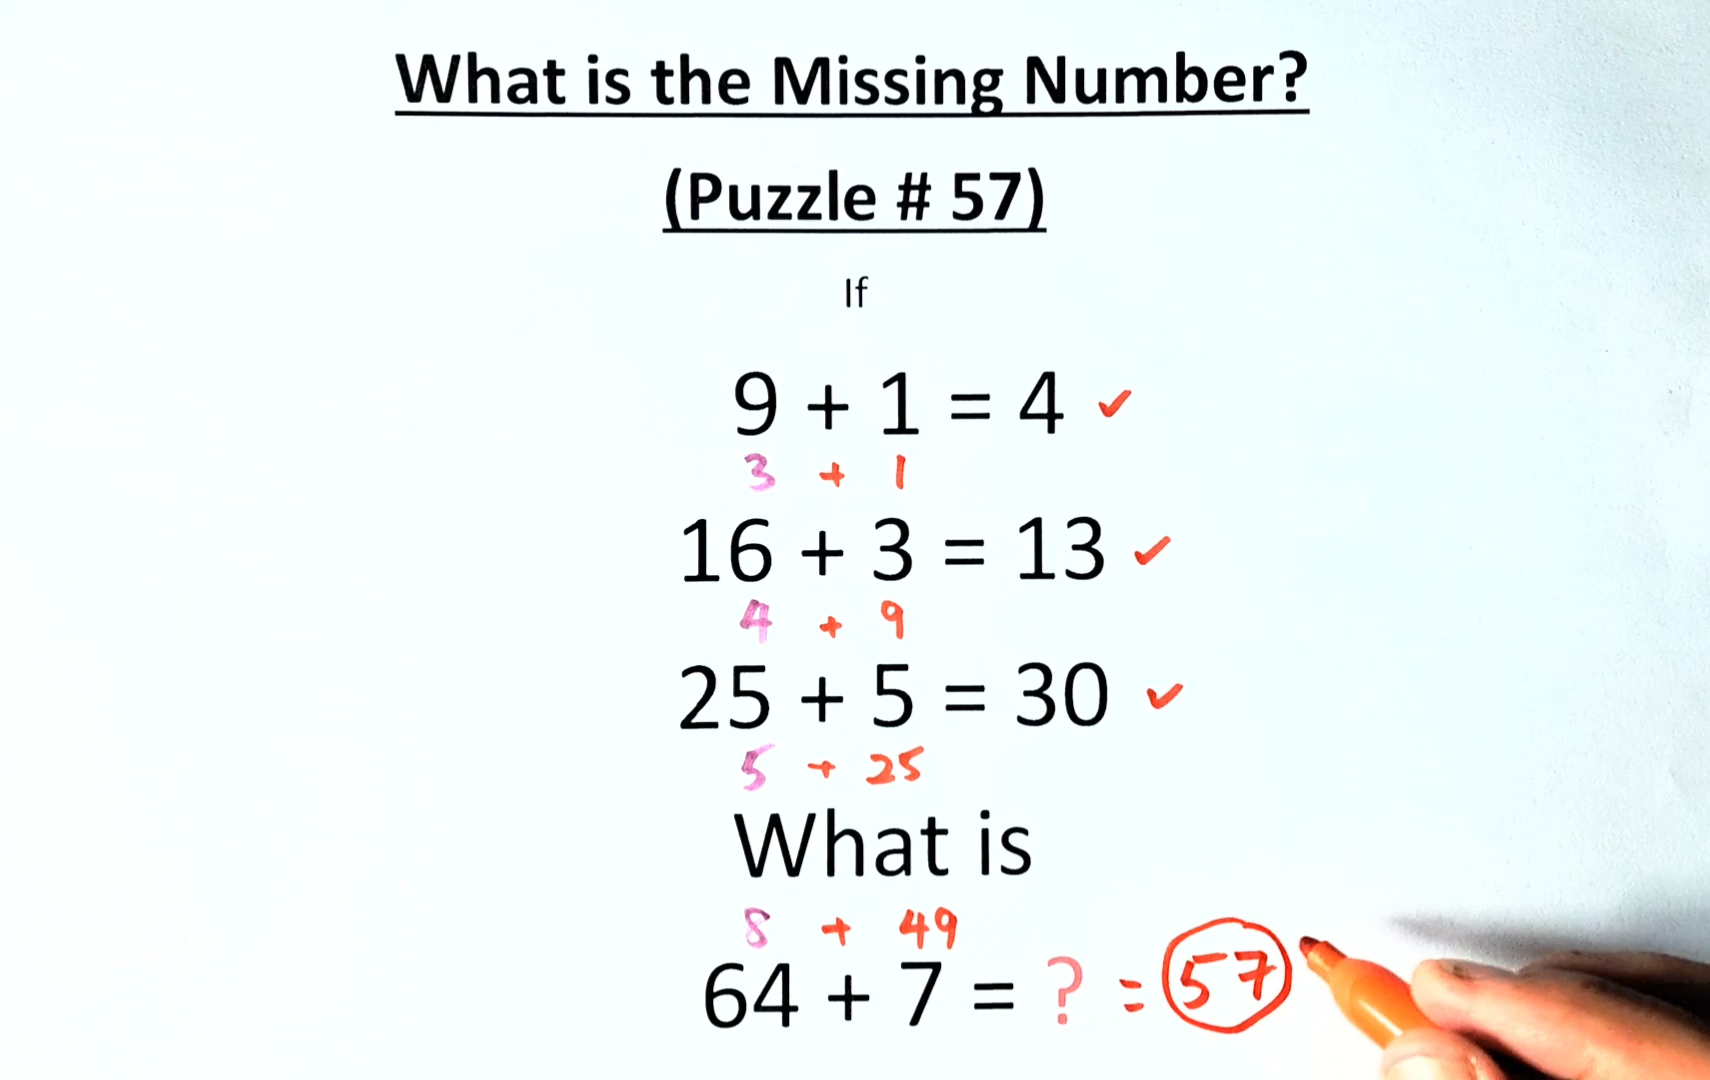 What is the Missing Number?
(Puzzle # 57)
If
9 + 1 = 4 ✓
3 + 1
16 + 3 = 13 ✓
4 + 9
25 + 5 = 30 ✓
5 + 25
What is
8 + 49
64 + 7 = ? = 57